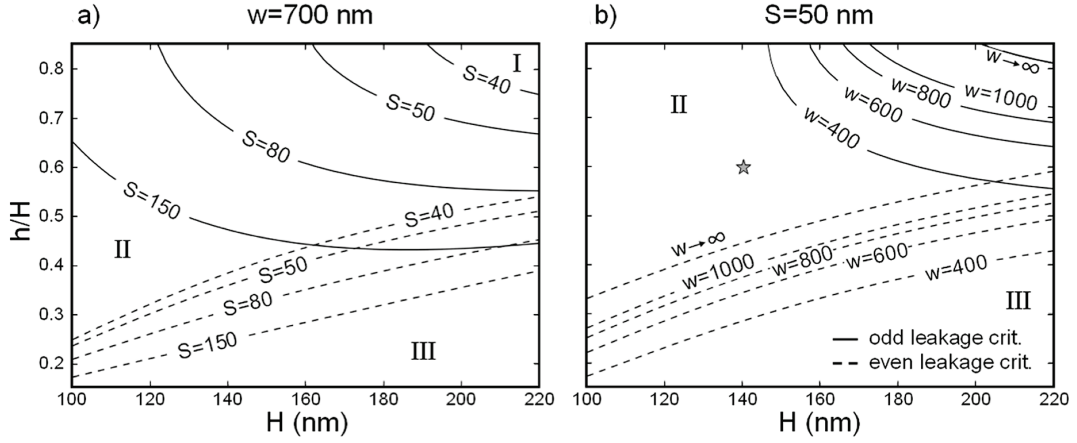 a) w=700 nm
b) S=50 nm
I
S=40
S=50
S=80
S=150
S=40
S=50
S=80
S=150
II
III
h/H
0.8
0.7
0.6
0.5
0.4
0.3
0.2
100 120 140 160 180 200 220
H (nm)
w→∞
w=1000
w=800
w=600
w=400
II
w→∞
w=1000
w=800
w=600
w=400
III
odd leakage crit.
even leakage crit.
100 120 140 160 180 200 220
H (nm)